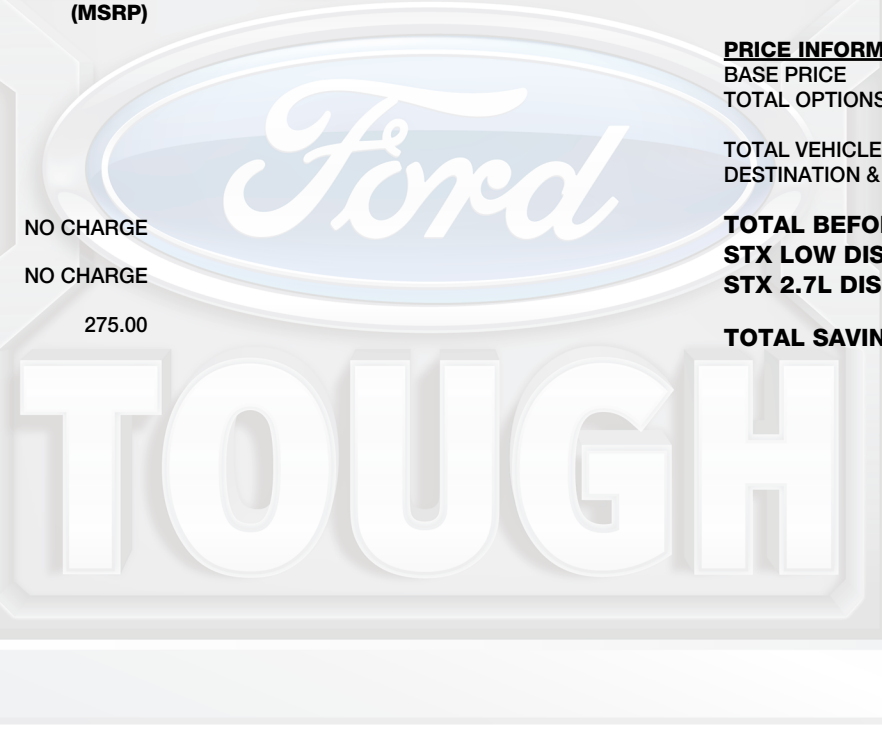 (MSRP)
NO CHARGE
NO CHARGE
275.00
PRICE INFORM
BASE PRICE
TOTAL OPTIONS
TOTAL VEHICLE
DESTINATION &
TOTAL BEFO
STX LOW DIS
STX 2.7L DIS
TOTAL SAVIN
Ford
TOUGH